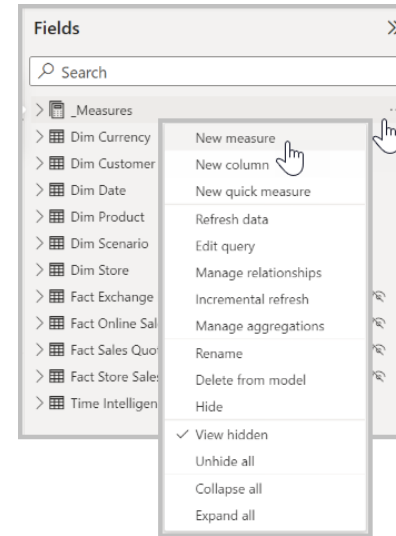 Fields
Search
_Measures
Dim Currency
Dim Customer
Dim Date
Dim Product
Dim Scenario
Dim Store
Fact Exchange
Fact Online Sal
Fact Sales Quo
Fact Store Sales
Time Intelligen
New measure
New column
New quick measure
Refresh data
Edit query
Manage relationships
Incremental refresh
Manage aggregations
Rename
Delete from model
Hide
View hidden
Unhide all
Collapse all
Expand all